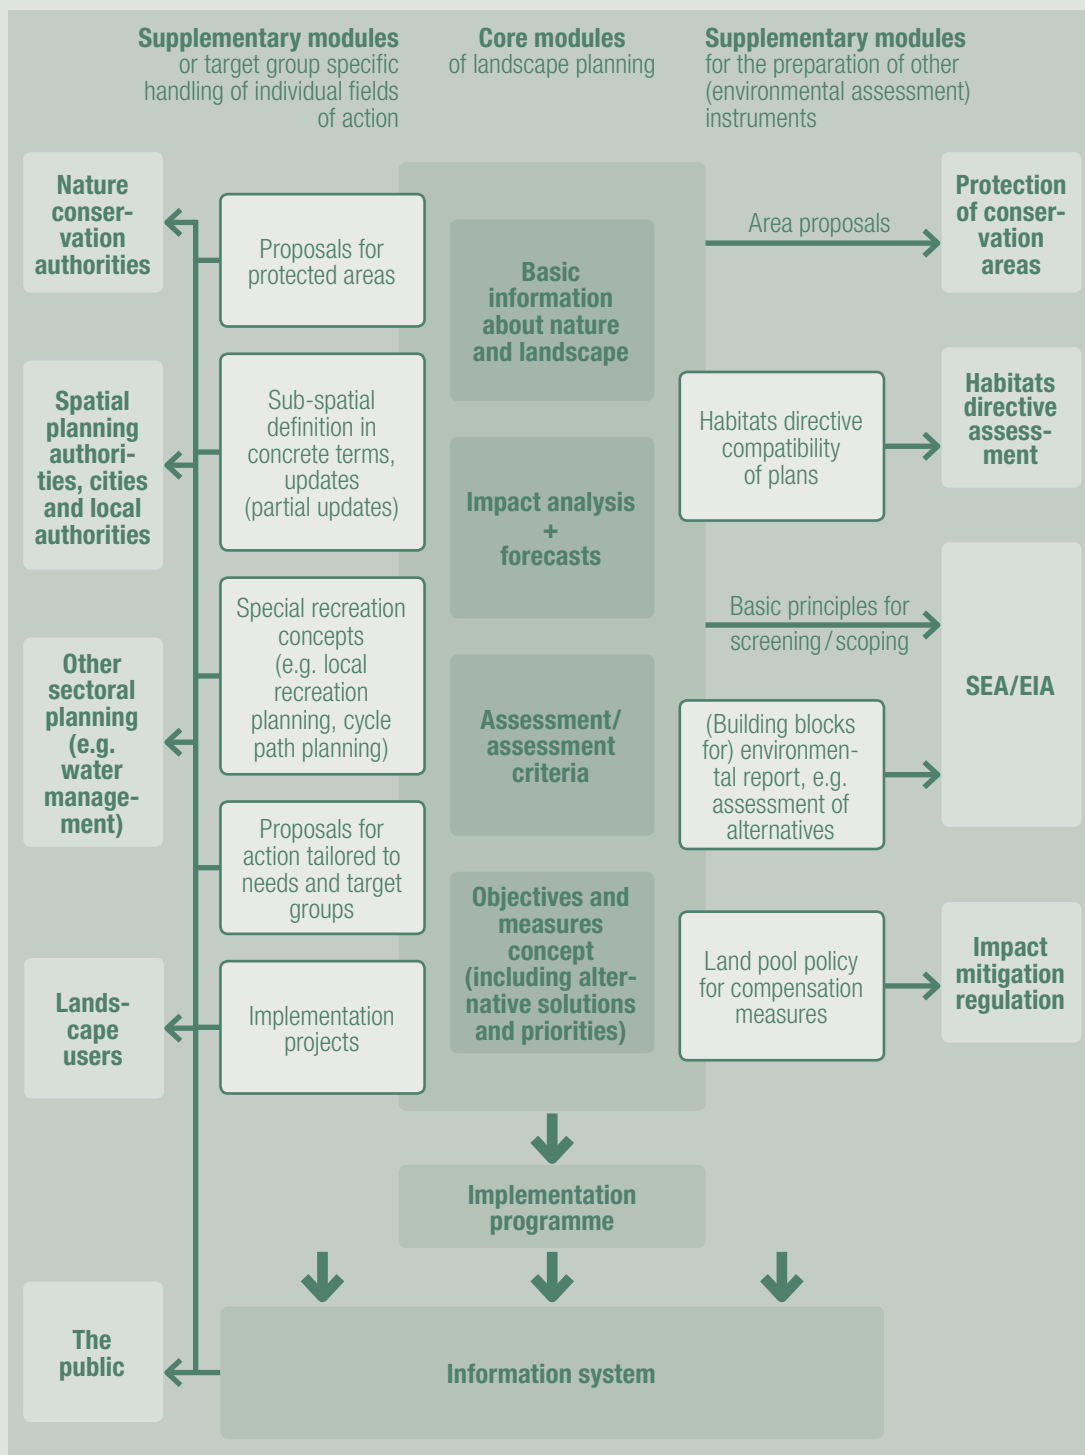 Supplementary modules
or target group specific
handling of individual fields
of action
Core modules
of landscape planning
Supplementary modules
for the preparation of other
(environmental assessment)
instruments
Nature
conser-
vation
authorities
Spatial
planning
authori-
ties, cities
and local
authorities
Other
sectoral
planning
(e.g.
water
manage-
ment)
Lands-
cape
users
The
public
Proposals for
protected areas
Sub-spatial
definition in
concrete terms,
updates
(partial updates)
Special recreation
concepts
(e.g. local
recreation
planning, cycle
path planning)
Proposals for
action tailored to
needs and target
groups
Implementation
projects
Basic
information
about nature
and landscape
Impact analysis
+
forecasts
Assessment/
assessment
criteria
Objectives and
measures
concept
(including alter-
native solutions
and priorities)
Implementation
programme
Information system
Area proposals
Habitats directive
compatibility
of plans
Basic principles for
screening / scoping
(Building blocks
for) environmen-
tal report, e.g.
assessment of
alternatives
Land pool policy
for compensation
measures
Protection
of conser-
vation
areas
Habitats
directive
assess-
ment
SEA/EIA
Impact
mitigation
regulation